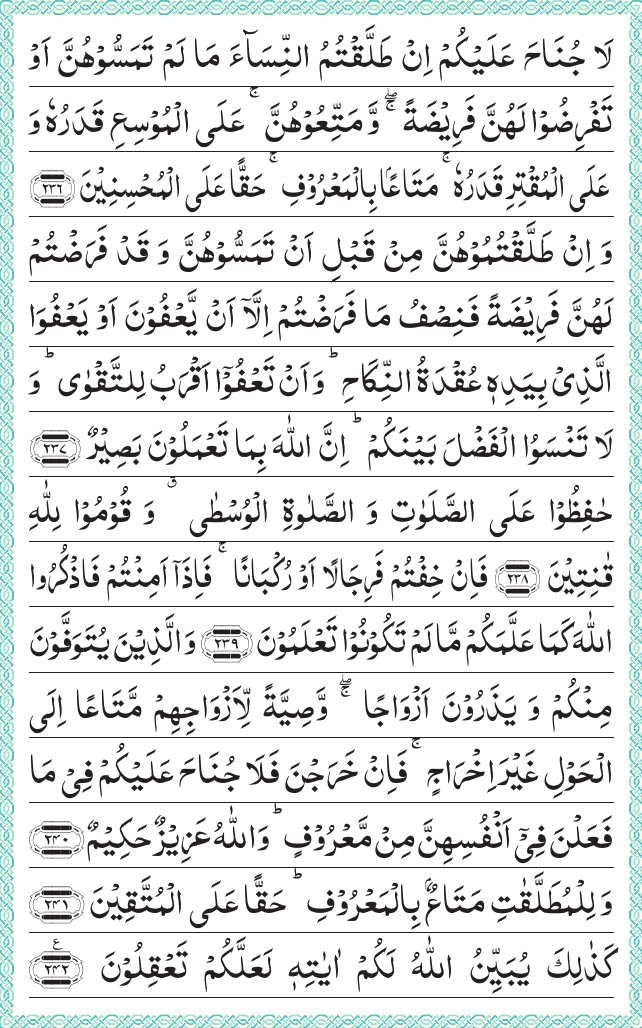 لَا جُنَاحَ عَلَيْكُمْ اِنْ طَلَّقْتُمُ النِّسَآءَ مَا لَمْ تَمَسُّوْهُنَّ اَوْ
تَفْرِضُوْا لَهُنَّ فَرِيْضَةً ۖۚ وَّ مَتِّعُوْهُنَّ ۚ عَلَى الْمُوْسِعِ قَدَرُهٗ وَ
عَلَى الْمُقْتِرِ قَدَرُهٗ ۚ مَتَاعًۢا بِالْمَعْرُوْفِ ۚ حَقًّا عَلَى الْمُحْسِنِيْنَ ﴿۲۳۶﴾
وَ اِنْ طَلَّقْتُمُوْهُنَّ مِنْ قَبْلِ اَنْ تَمَسُّوْهُنَّ وَ قَدْ فَرَضْتُمْ
لَهُنَّ فَرِيْضَةً فَنِصْفُ مَا فَرَضْتُمْ اِلَّاۤ اَنْ يَّعْفُوْنَ اَوْ يَعْفُوَا
الَّذِىْ بِيَدِهٖ عُقْدَةُ النِّكَاحِ ؕ وَ اَنْ تَعْفُوْۤا اَقْرَبُ لِلتَّقْوٰى ؕ وَ
لَا تَنْسَوُا الْفَضْلَ بَيْنَكُمْ ؕ اِنَّ اللّٰهَ بِمَا تَعْمَلُوْنَ بَصِيْرٌ ﴿۲۳۷﴾
حٰفِظُوْا عَلَى الصَّلَوٰتِ وَ الصَّلٰوةِ الْوُسْطٰى ۗ وَ قُوْمُوْا لِلّٰهِ
قٰنِتِيْنَ ﴿۲۳۸﴾ فَاِنْ خِفْتُمْ فَرِجَالًا اَوْ رُكْبَانًا ۚ فَاِذَاۤ اَمِنْتُمْ فَاذْكُرُوا
اللّٰهَ كَمَا عَلَّمَكُمْ مَّا لَمْ تَكُوْنُوْا تَعْلَمُوْنَ ﴿۲۳۹﴾ وَ الَّذِيْنَ يُتَوَفَّوْنَ
مِنْكُمْ وَ يَذَرُوْنَ اَزْوَاجًا ۖۚ وَّصِيَّةً لِّاَزْوَاجِهِمْ مَّتَاعًا اِلَى
الْحَوْلِ غَيْرَ اِخْرَاجٍ ۚ فَاِنْ خَرَجْنَ فَلَا جُنَاحَ عَلَيْكُمْ فِىْ مَا
فَعَلْنَ فِىْۤ اَنْفُسِهِنَّ مِنْ مَّعْرُوْفٍ ؕ وَ اللّٰهُ عَزِيْزٌ حَكِيْمٌ ﴿۲۴۰﴾
وَ لِلْمُطَلَّقٰتِ مَتَاعٌۢ بِالْمَعْرُوْفِ ؕ حَقًّا عَلَى الْمُتَّقِيْنَ ﴿۲۴۱﴾
كَذٰلِكَ يُبَيِّنُ اللّٰهُ لَكُمْ اٰيٰتِهٖ لَعَلَّكُمْ تَعْقِلُوْنَ ﴿۲۴۲﴾ ع